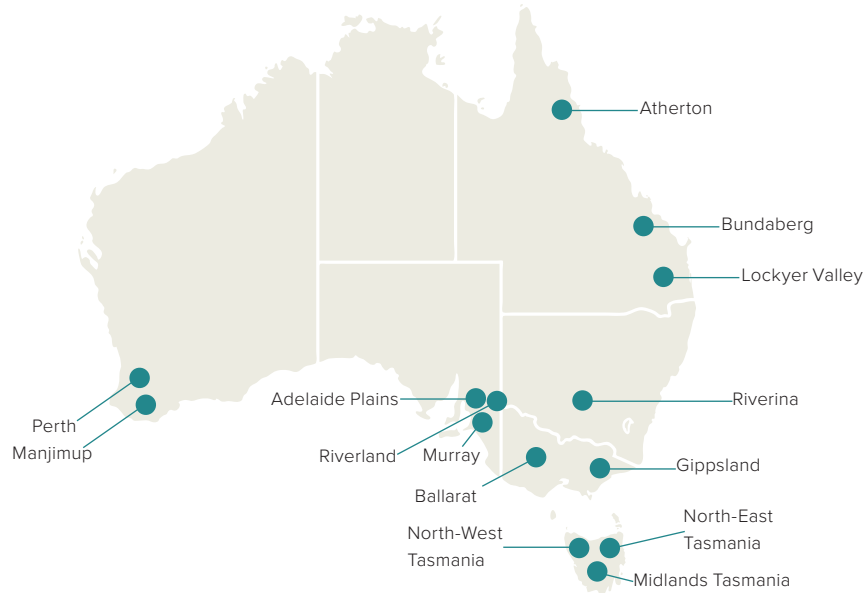 Atherton
Bundaberg
Lockyer Valley
Adelaide Plains
Riverina
Perth
Manjimup
Riverland
Murray
Gippsland
Ballarat
North-West
Tasmania
North-East
Tasmania
Midlands Tasmania